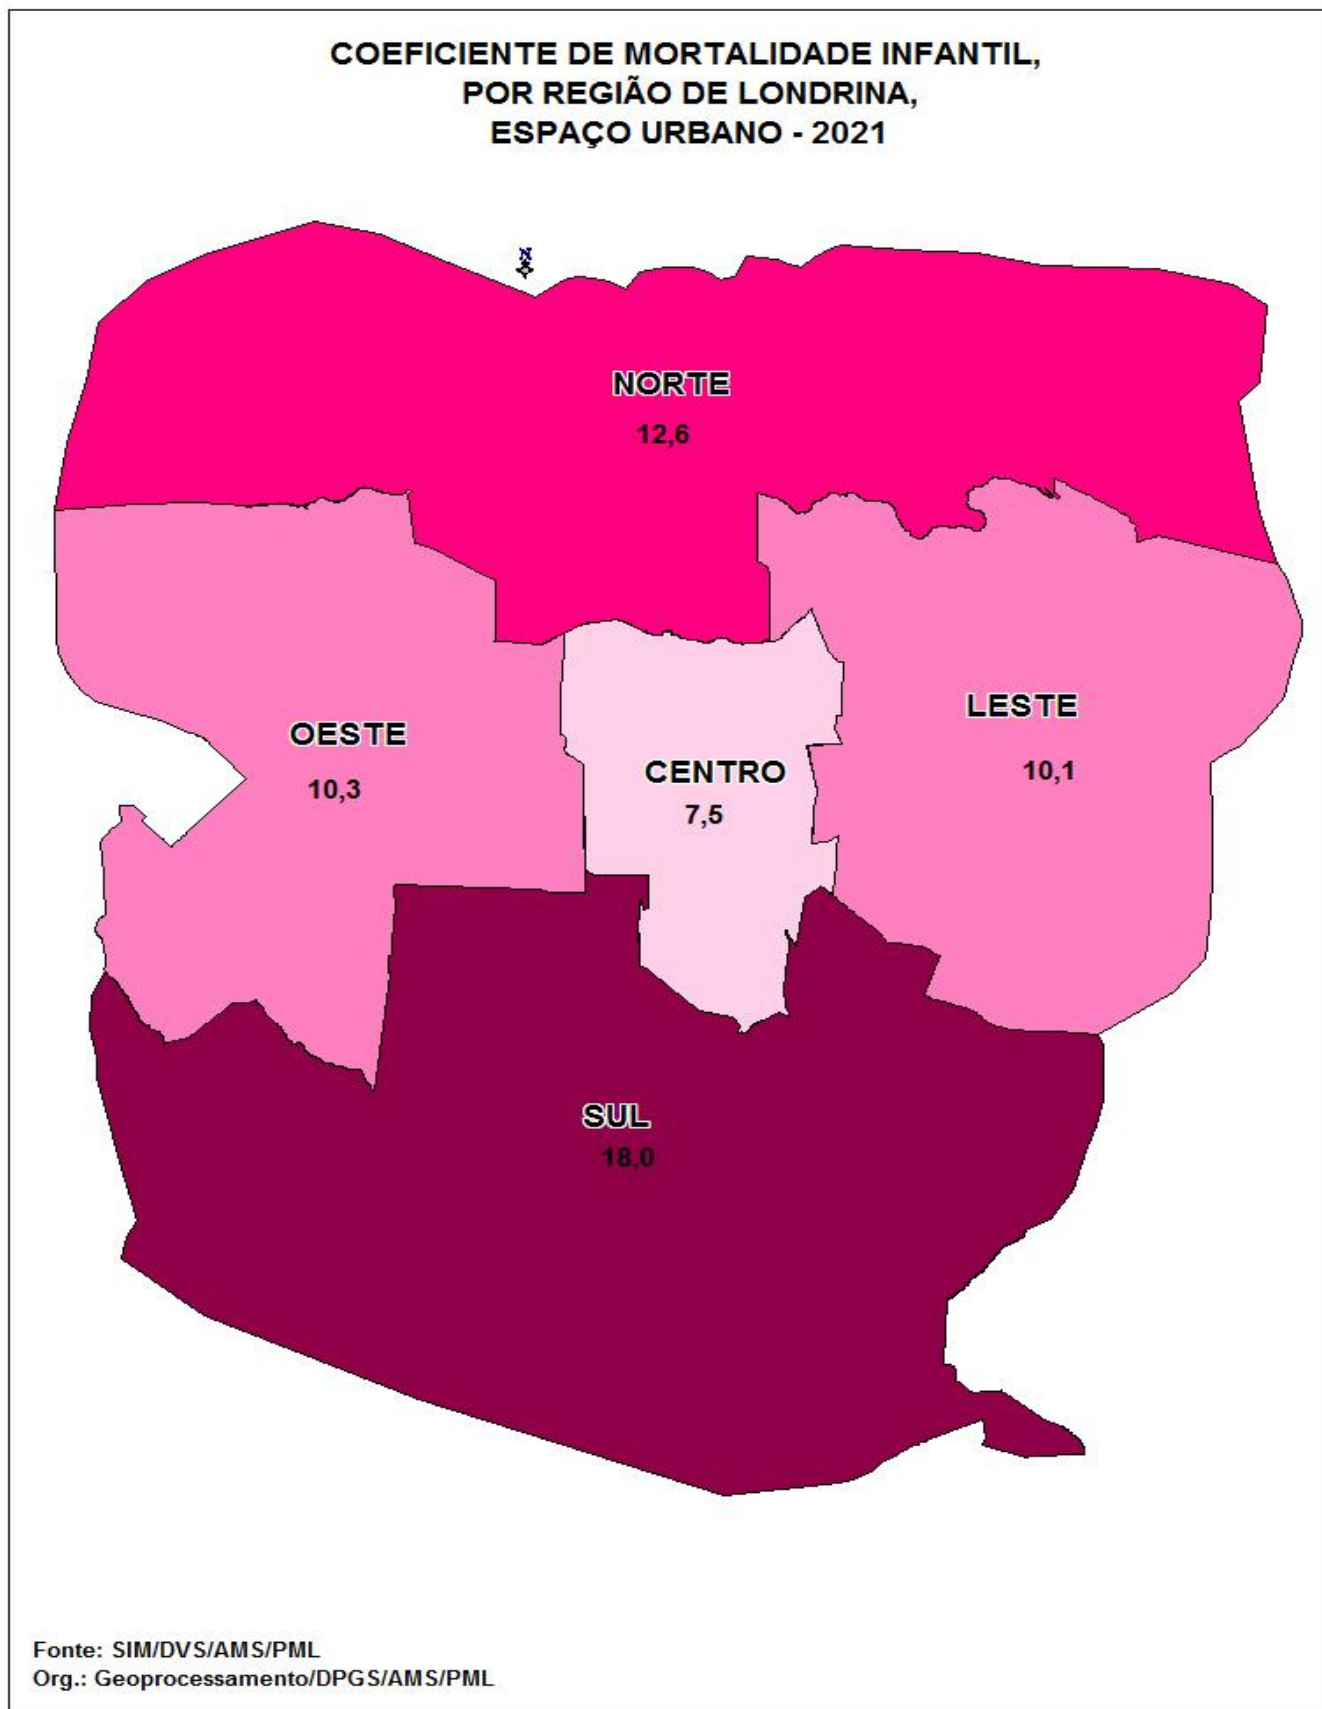 COEFICIENTE DE MORTALIDADE INFANTIL,
POR REGIÃO DE LONDRINA,
ESPAÇO URBANO - 2021
N
NORTE
12,6
OESTE
10,3
CENTRO
7,5
LESTE
10,1
SUL
18,0
Fonte: SIM/DVS/AMS/PML
Org.: Geoprocessamento/DPGS/AMS/PML